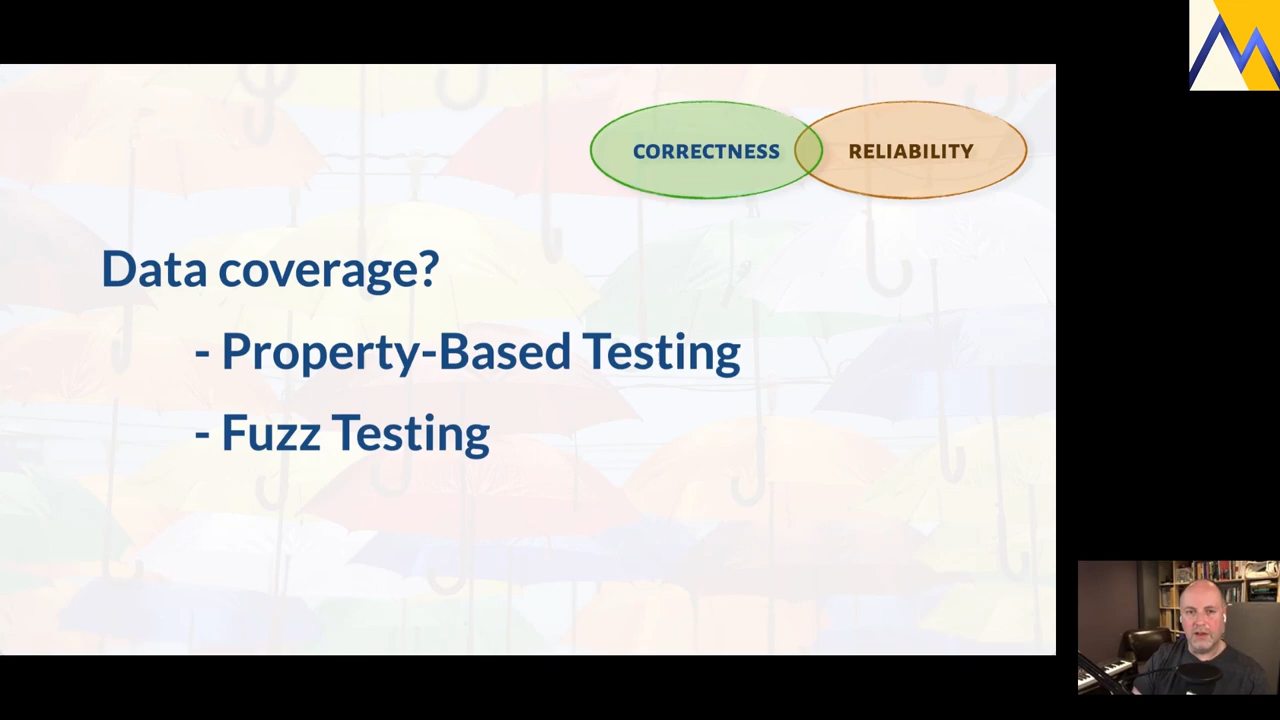 CORRECTNESS RELIABILITY
Data coverage?
- Property-Based Testing
- Fuzz Testing